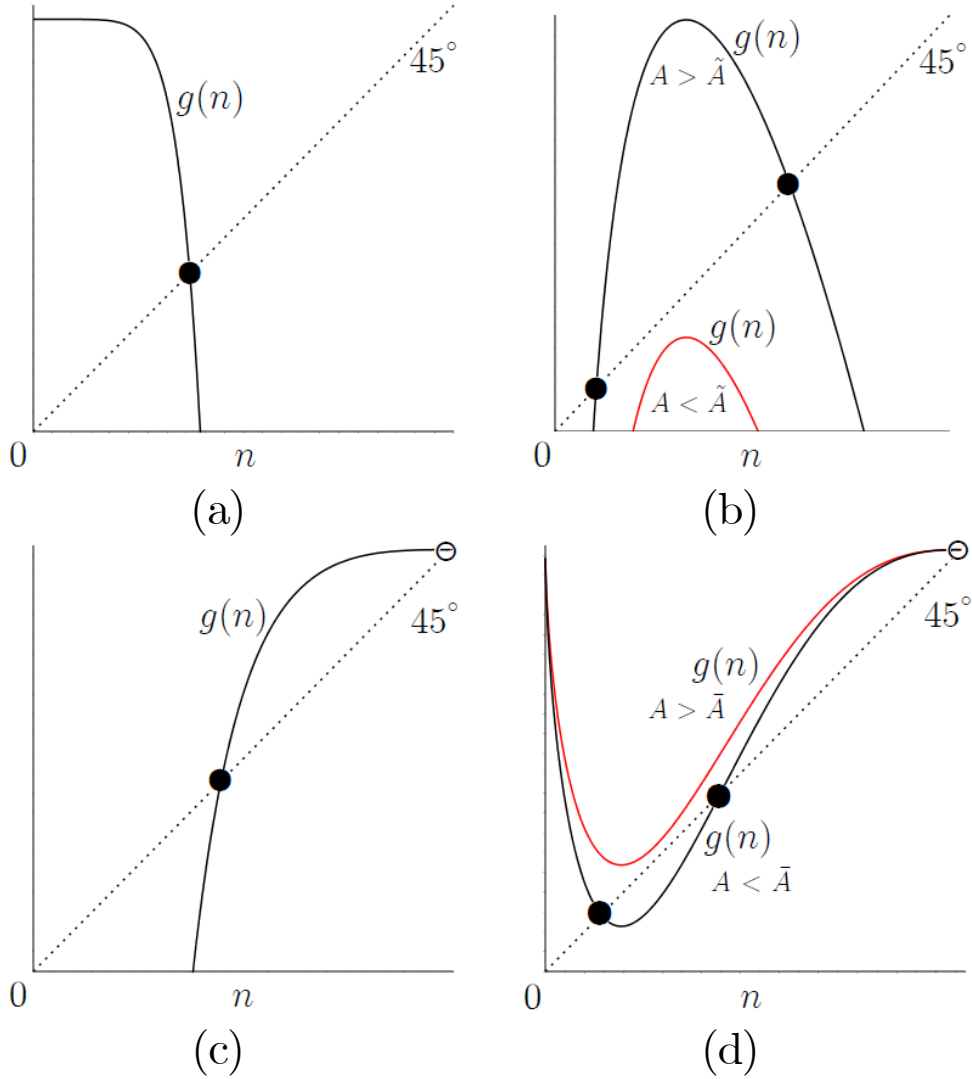 45°
g(n)
0
n
(a)
g(n)
A > Ã
45°
g(n)
A < Ã
0
n
(b)
g(n)
45°
0
n
(c)
45°
g(n)
A > Ā
g(n)
A < Ā
0
n
(d)